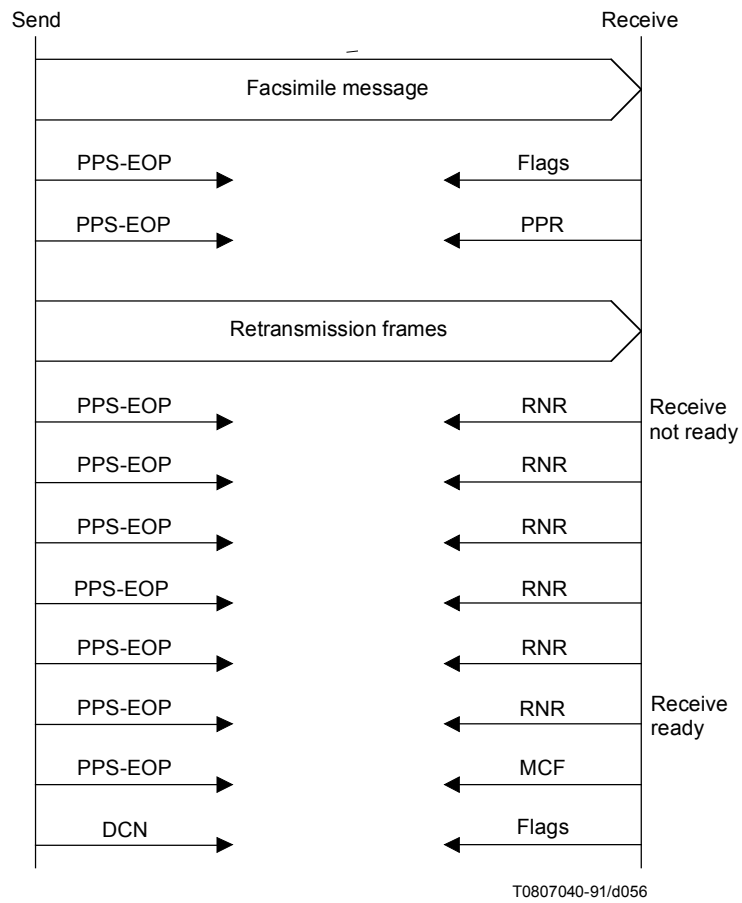 Send Receive
Facsimile message
PPS-EOP Flags
PPS-EOP PPR
Retransmission frames
PPS-EOP RNR Receive
not ready
PPS-EOP RNR
PPS-EOP RNR
PPS-EOP RNR
PPS-EOP RNR
PPS-EOP RNR Receive
ready
PPS-EOP MCF
DCN Flags
T0807040-91/d056